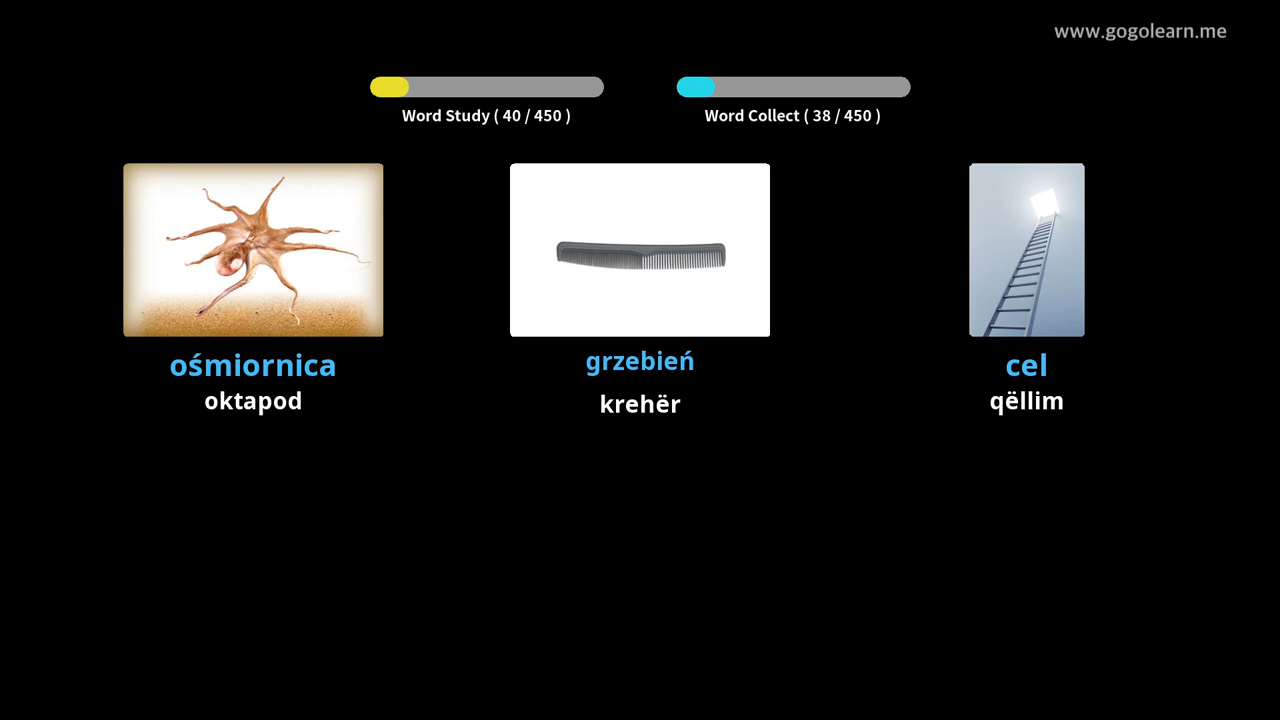 www.gogolearn.me
Word Study ( 40 / 450 )
Word Collect ( 38 / 450 )
ośmiornica
oktapod
grzebień
krehër
cel
qëllim